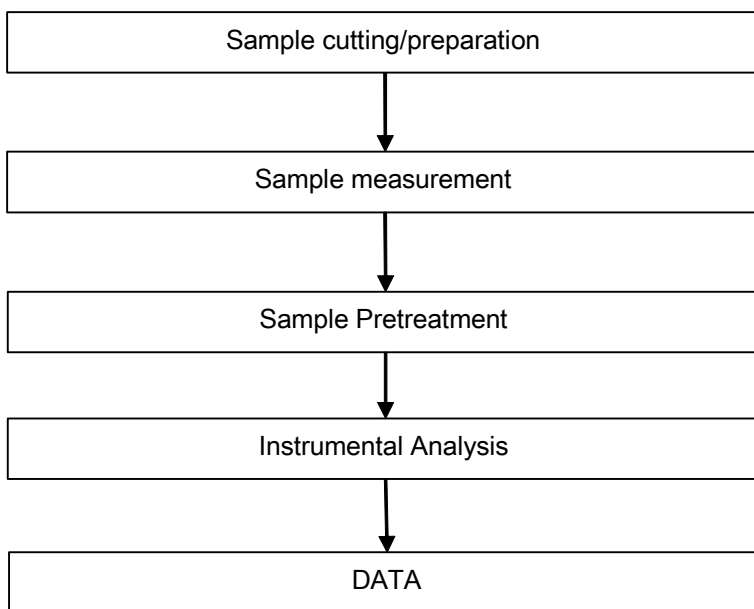 Sample cutting/preparation
Sample measurement
Sample Pretreatment
Instrumental Analysis
DATA